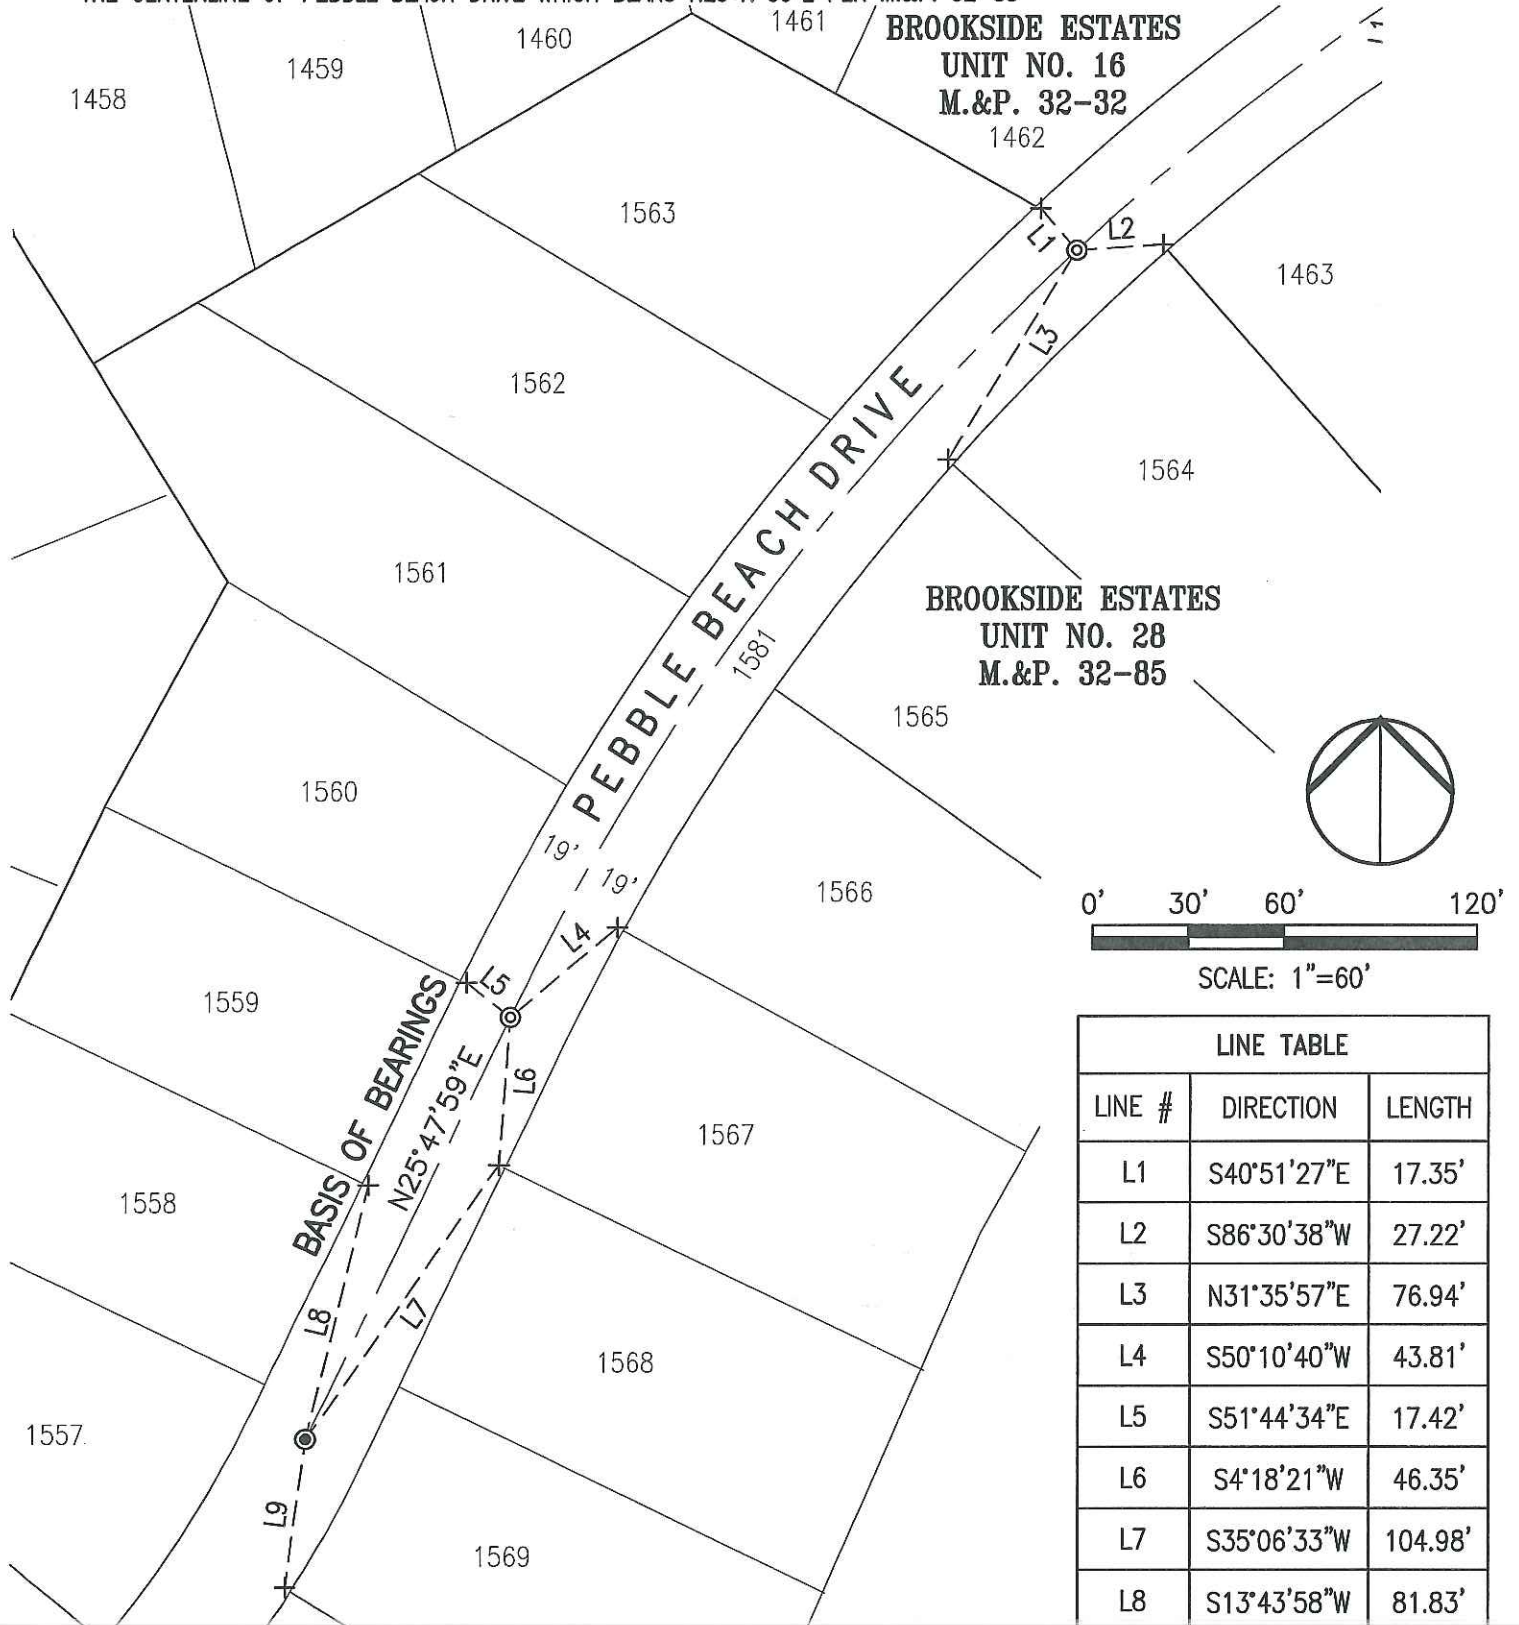 1461
1460
1459
1458
BROOKSIDE ESTATES
UNIT NO. 16
M.&P. 32-32
1462
1563
L1
L2
1463
L3
1562
1564
PEBBLE BEACH DRIVE
1561
1581
BROOKSIDE ESTATES
UNIT NO. 28
M.&P. 32-85
1565
1560
19'
19'
1566
0' 30' 60' 120'
SCALE: 1"=60'
L4
L5
1559
BASIS OF BEARINGS
N25°47'59"E
L6
1567
1558
L8
L7
1568
1557
L9
1569
LINE TABLE
LINE # DIRECTION LENGTH
L1 S40°51'27"E 17.35'
L2 S86°30'38"W 27.22'
L3 N31°35'57"E 76.94'
L4 S50°10'40"W 43.81'
L5 S51°44'34"E 17.42'
L6 S4°18'21"W 46.35'
L7 S35°06'33"W 104.98'
L8 S13°43'58"W 81.83'